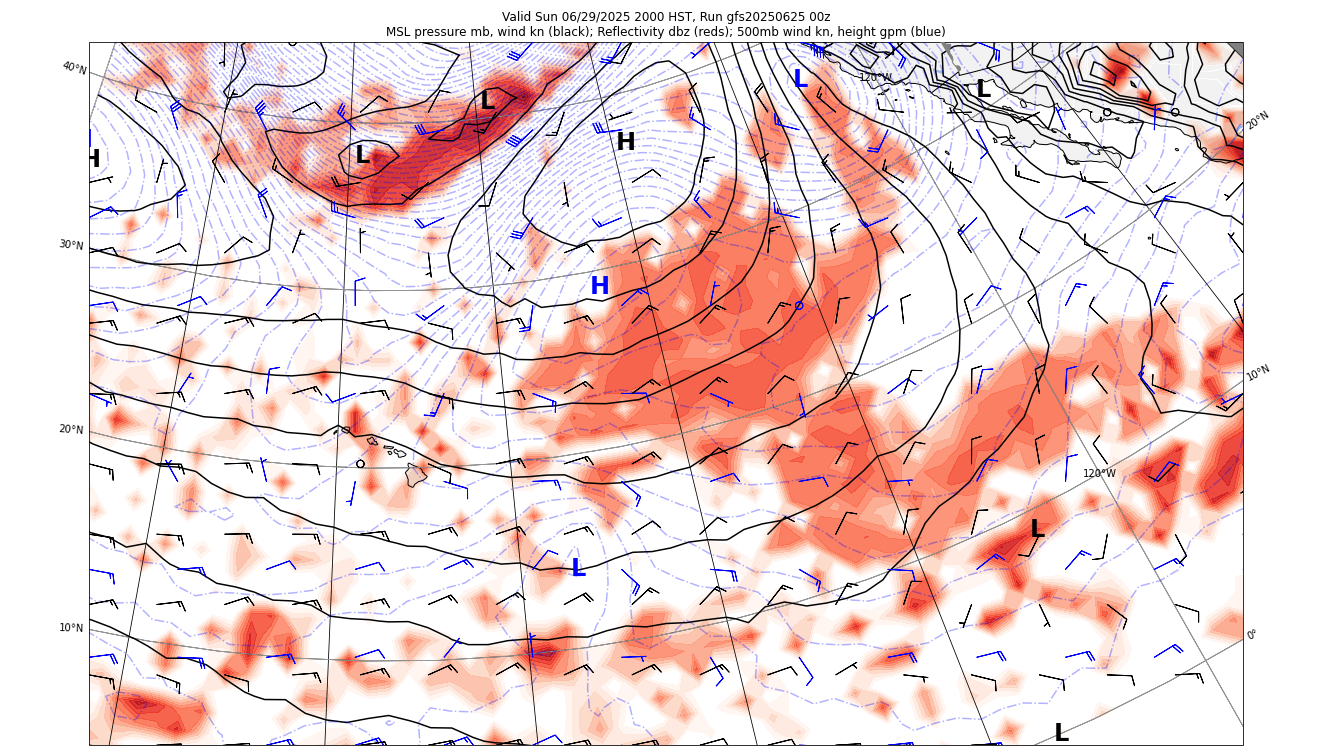 Valid Sun 06/29/2025 2000 HST, Run gfs20250625 00z
MSL pressure mb, wind kn (black); Reflectivity dbz (reds); 500mb wind kn, height gpm (blue)
40°N
120°W
L
L
L
20°N
H
H
L
30°N
H
10°N
20°N
120°W
L
L
10°N
0°
L